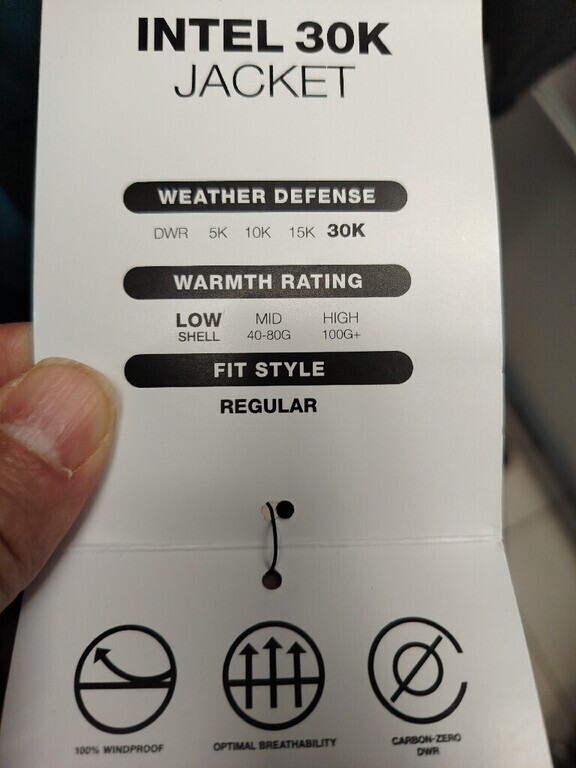 INTEL 30K
JACKET
WEATHER DEFENSE
DWR 5K 10K 15K 30K
WARMTH RATING
LOW MID HIGH
SHELL 40-80G 100G+
FIT STYLE
REGULAR
100% WINDPROOF OPTIMAL BREATHABILITY CARBON-ZERO
DWR